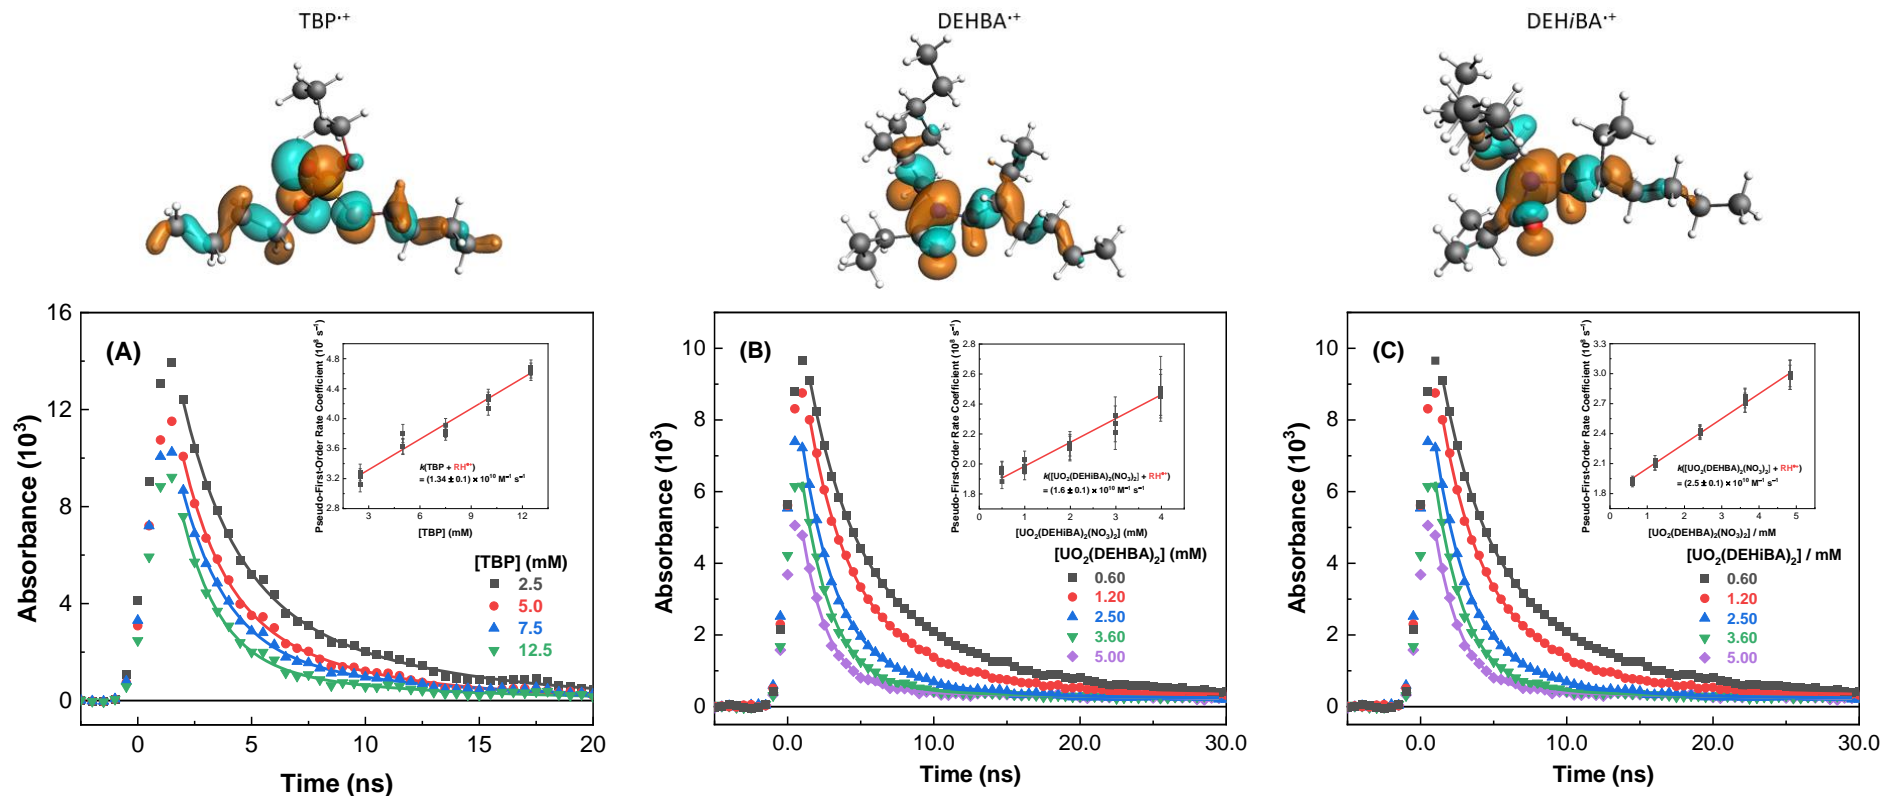 TBP·+
DEHBA·+
DEHiBA·+
(A)
Absorbance (10³)
16
12
8
4
0
0
5
10
15
20
Time (ns)
Pseudo-First-Order Rate Coefficient (10⁸ s⁻¹)
4.8
4.4
4.0
3.6
3.2
2.8
3
6
9
12
[TBP] (mM)
k(TBP + RH•⁺)
= (1.34 ± 0.1) × 10¹⁰ M⁻¹ s⁻¹
[TBP] (mM)
2.5
5.0
7.5
12.5
(B)
Absorbance (10³)
10
8
6
4
2
0
0.0
10.0
20.0
30.0
Time (ns)
Pseudo-First-Order Rate Coefficient (10⁸ s⁻¹)
2.8
2.6
2.4
2.2
2.0
1.8
0
1
2
3
4
[UO₂(DEHiBA)₂(NO₃)₂] (mM)
k([UO₂(DEHiBA)₂(NO₃)₂] + RH•⁺)
= (1.6 ± 0.1) × 10¹⁰ M⁻¹ s⁻¹
[UO₂(DEHBA)₂] (mM)
0.60
1.20
2.50
3.60
5.00
(C)
Absorbance (10³)
10
8
6
4
2
0
0.0
10.0
20.0
30.0
Time (ns)
Pseudo-First-Order Rate Coefficient (10⁸ s⁻¹)
3.3
3.0
2.7
2.4
2.1
1.8
0
1
2
3
4
5
[UO₂(DEHBA)₂(NO₃)₂] / mM
k([UO₂(DEHBA)₂(NO₃)₂] + RH•⁺)
= (2.5 ± 0.1) × 10¹⁰ M⁻¹ s⁻¹
[UO₂(DEHiBA)₂] / mM
0.60
1.20
2.50
3.60
5.00